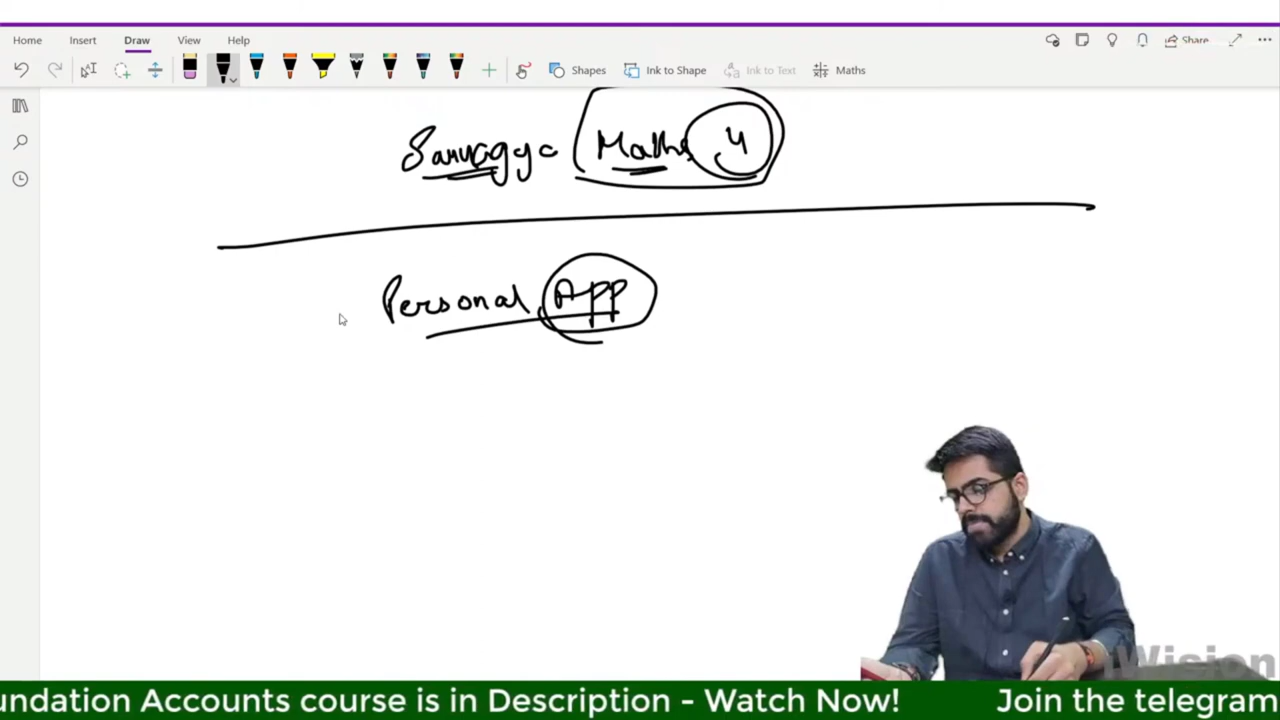 Home Insert Draw View Help Share
Shapes Ink to Shape Ink to Text Maths
Maths 4
Personal App
undation Accounts course is in Description - Watch Now! Join the telegram